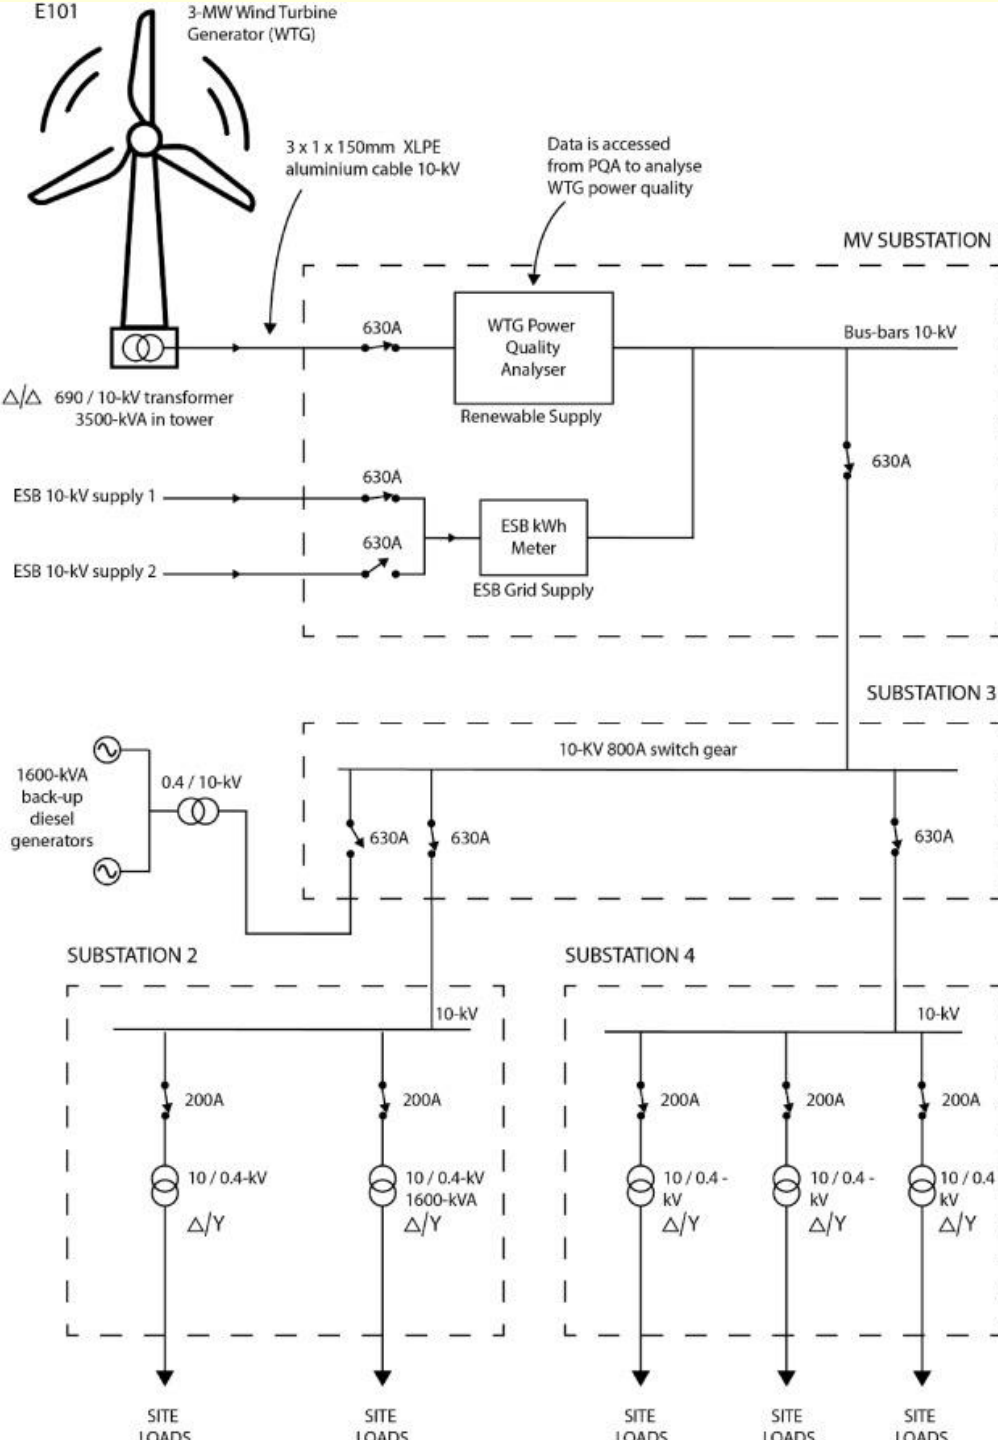 E101
3-MW Wind Turbine
Generator (WTG)
3 x 1 x 150mm XLPE
aluminium cable 10-kV
Data is accessed
from PQA to analyse
WTG power quality
MV SUBSTATION
630A
WTG Power
Quality
Analyser
Bus-bars 10-kV
Renewable Supply
△/△ 690 / 10-kV transformer
3500-kVA in tower
630A
ESB 10-kV supply 1
630A
ESB kWh
Meter
630A
ESB 10-kV supply 2
ESB Grid Supply
SUBSTATION 3
10-KV 800A switch gear
1600-kVA
back-up
diesel
generators
0.4 / 10-kV
630A
630A
630A
SUBSTATION 2
SUBSTATION 4
10-kV
10-kV
200A
200A
200A
200A
200A
10 / 0.4-kV
△/Y
10 / 0.4-kV
1600-kVA
△/Y
10 / 0.4 -
kV
△/Y
10 / 0.4 -
kV
△/Y
10 / 0.4
kV
△/Y
SITE
LOADS
SITE
LOADS
SITE
LOADS
SITE
LOADS
SITE
LOADS